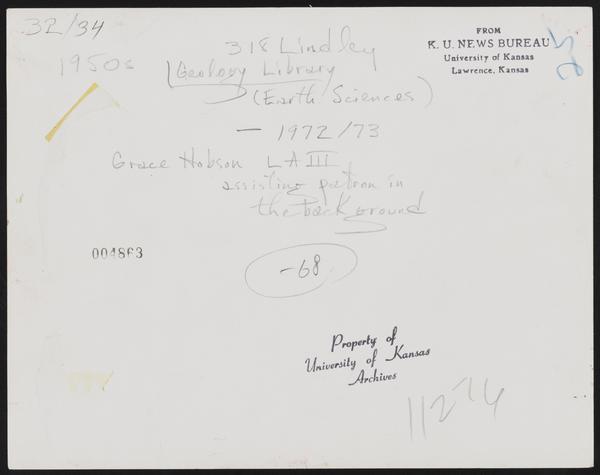 32/34
FROM
K. U. NEWS BUREAU
University of Kansas
Lawrence, Kansas
318 Lindley
1950s
Geology Library
(Earth Sciences)
- 1972/73
Grace Hobson LA III
assisting patron in
the background
004863
-68
Property of
University of Kansas
Archives